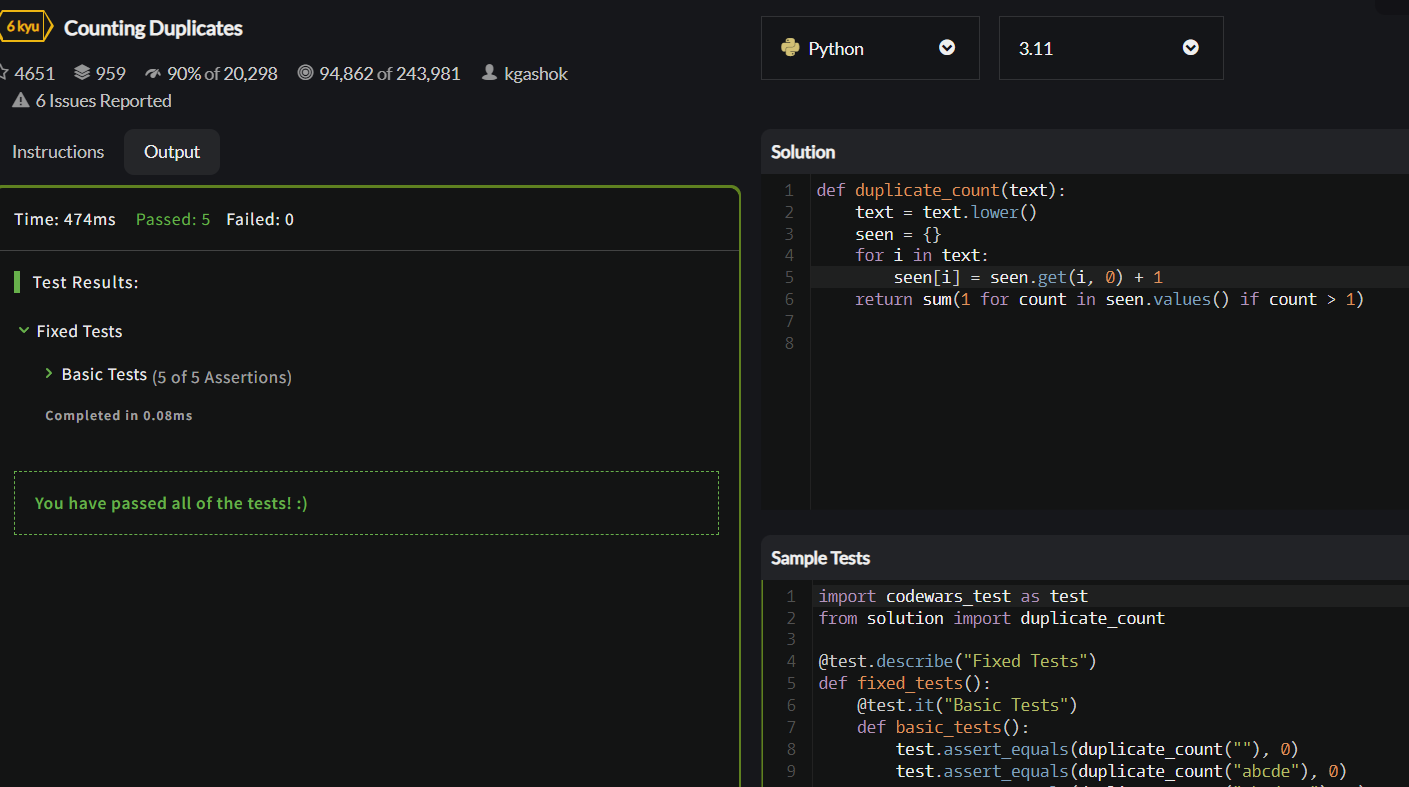 6 kyu Counting Duplicates
4651 959 90% of 20,298 94,862 of 243,981 kgashok
6 Issues Reported
Python 3.11
Instructions Output
Time: 474ms Passed: 5 Failed: 0
Test Results:
Fixed Tests
Basic Tests (5 of 5 Assertions)
Completed in 0.08ms
You have passed all of the tests! :)
Solution
1 def duplicate_count(text):
2     text = text.lower()
3     seen = {}
4     for i in text:
5         seen[i] = seen.get(i, 0) + 1
6     return sum(1 for count in seen.values() if count > 1)
7
8
Sample Tests
1 import codewars_test as test
2 from solution import duplicate_count
3
4 @test.describe("Fixed Tests")
5 def fixed_tests():
6     @test.it("Basic Tests")
7     def basic_tests():
8         test.assert_equals(duplicate_count(""), 0)
9         test.assert_equals(duplicate_count("abcde"), 0)